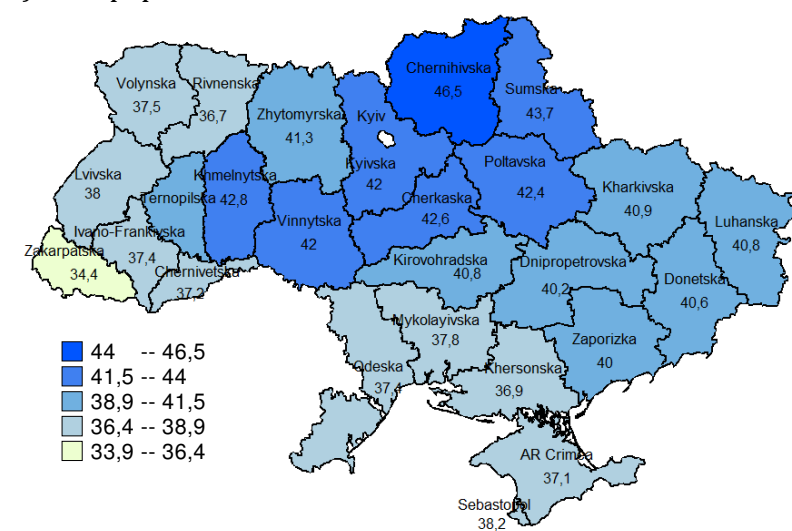 Chernihivska
46,5
Sumska
43,7
Volynska
37,5
Rivnenska
36,7
Zhytomyrska
41,3
Kyiv
Kyivska
42
Poltavska
42,4
Lvivska
38
Khmelnytska
42,8
Ternopilska
Cherkaska
42,6
Kharkivska
40,9
Vinnytska
42
Luhanska
40,8
Ivano-Frankivska
37,4
Zakarpatska
34,4
Chernivetska
37,2
Kirovohradska
40,8
Dnipropetrovska
40,2
Donetska
40,6
Mykolayivska
37,8
Zaporizka
40
Odeska
37,4
Khersonska
36,9
AR Crimea
37,1
Sebastopol
38,2
44 -- 46,5
41,5 -- 44
38,9 -- 41,5
36,4 -- 38,9
33,9 -- 36,4